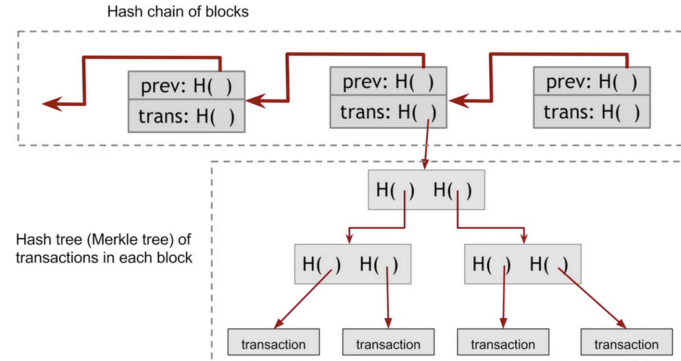 Hash chain of blocks
prev: H( )
trans: H( )
prev: H( )
trans: H( )
prev: H( )
trans: H( )
H( ) H( )
Hash tree (Merkle tree) of
transactions in each block
H( ) H( )
H( ) H( )
transaction
transaction
transaction
transaction